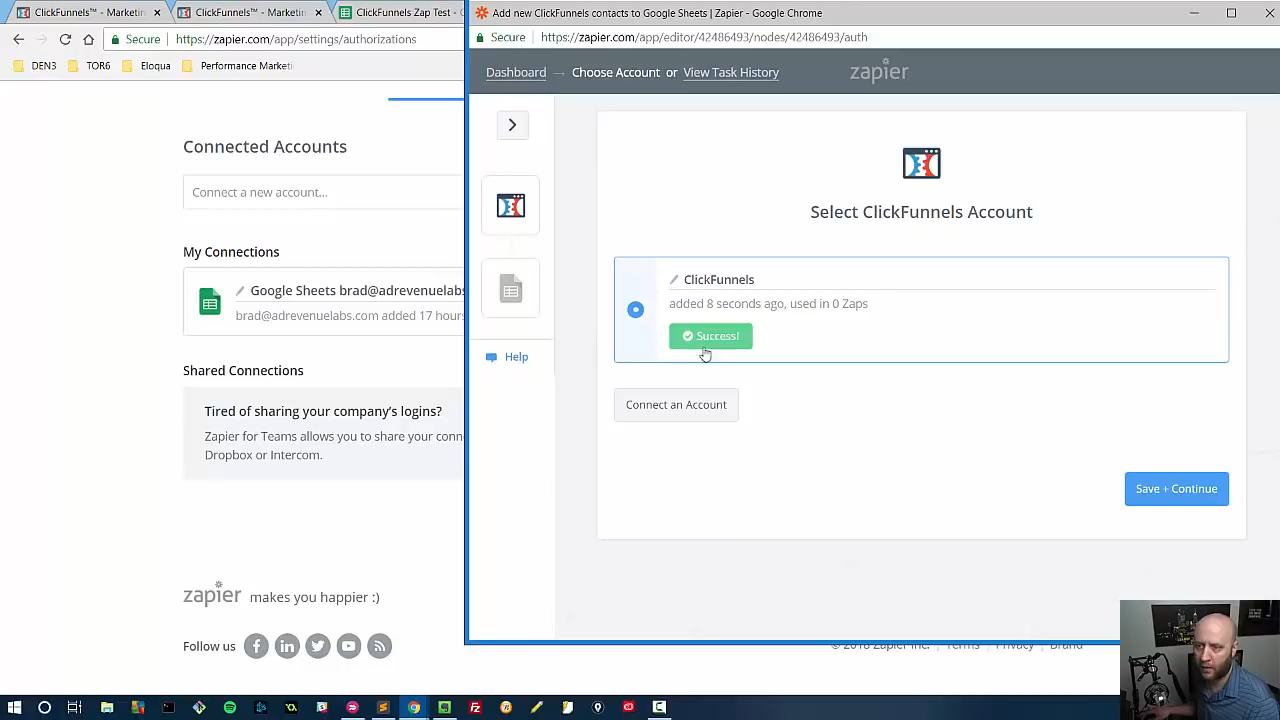 ClickFunnels™ - Marketin
ClickFunnels™ - Marketin
ClickFunnels Zap Test -
Secure
https://zapier.com/app/settings/authorizations
DEN3
TOR6
Eloqua
Performance Marketi
Connected Accounts
Connect a new account...
My Connections
Google Sheets brad@adrevenuelabs
brad@adrevenuelabs.com added 17 hour
Shared Connections
Tired of sharing your company's logins?
Zapier for Teams allows you to share your conn
Dropbox or Intercom.
zapier makes you happier :)
Follow us
Add new ClickFunnels contacts to Google Sheets | Zapier - Google Chrome
Secure
https://zapier.com/app/editor/42486493/nodes/42486493/auth
Dashboard → Choose Account or View Task History
zapier
Help
Select ClickFunnels Account
ClickFunnels
added 8 seconds ago, used in 0 Zaps
Success!
Connect an Account
Save + Continue
© 2018 Zapier Inc.
Terms
Privacy
Brand